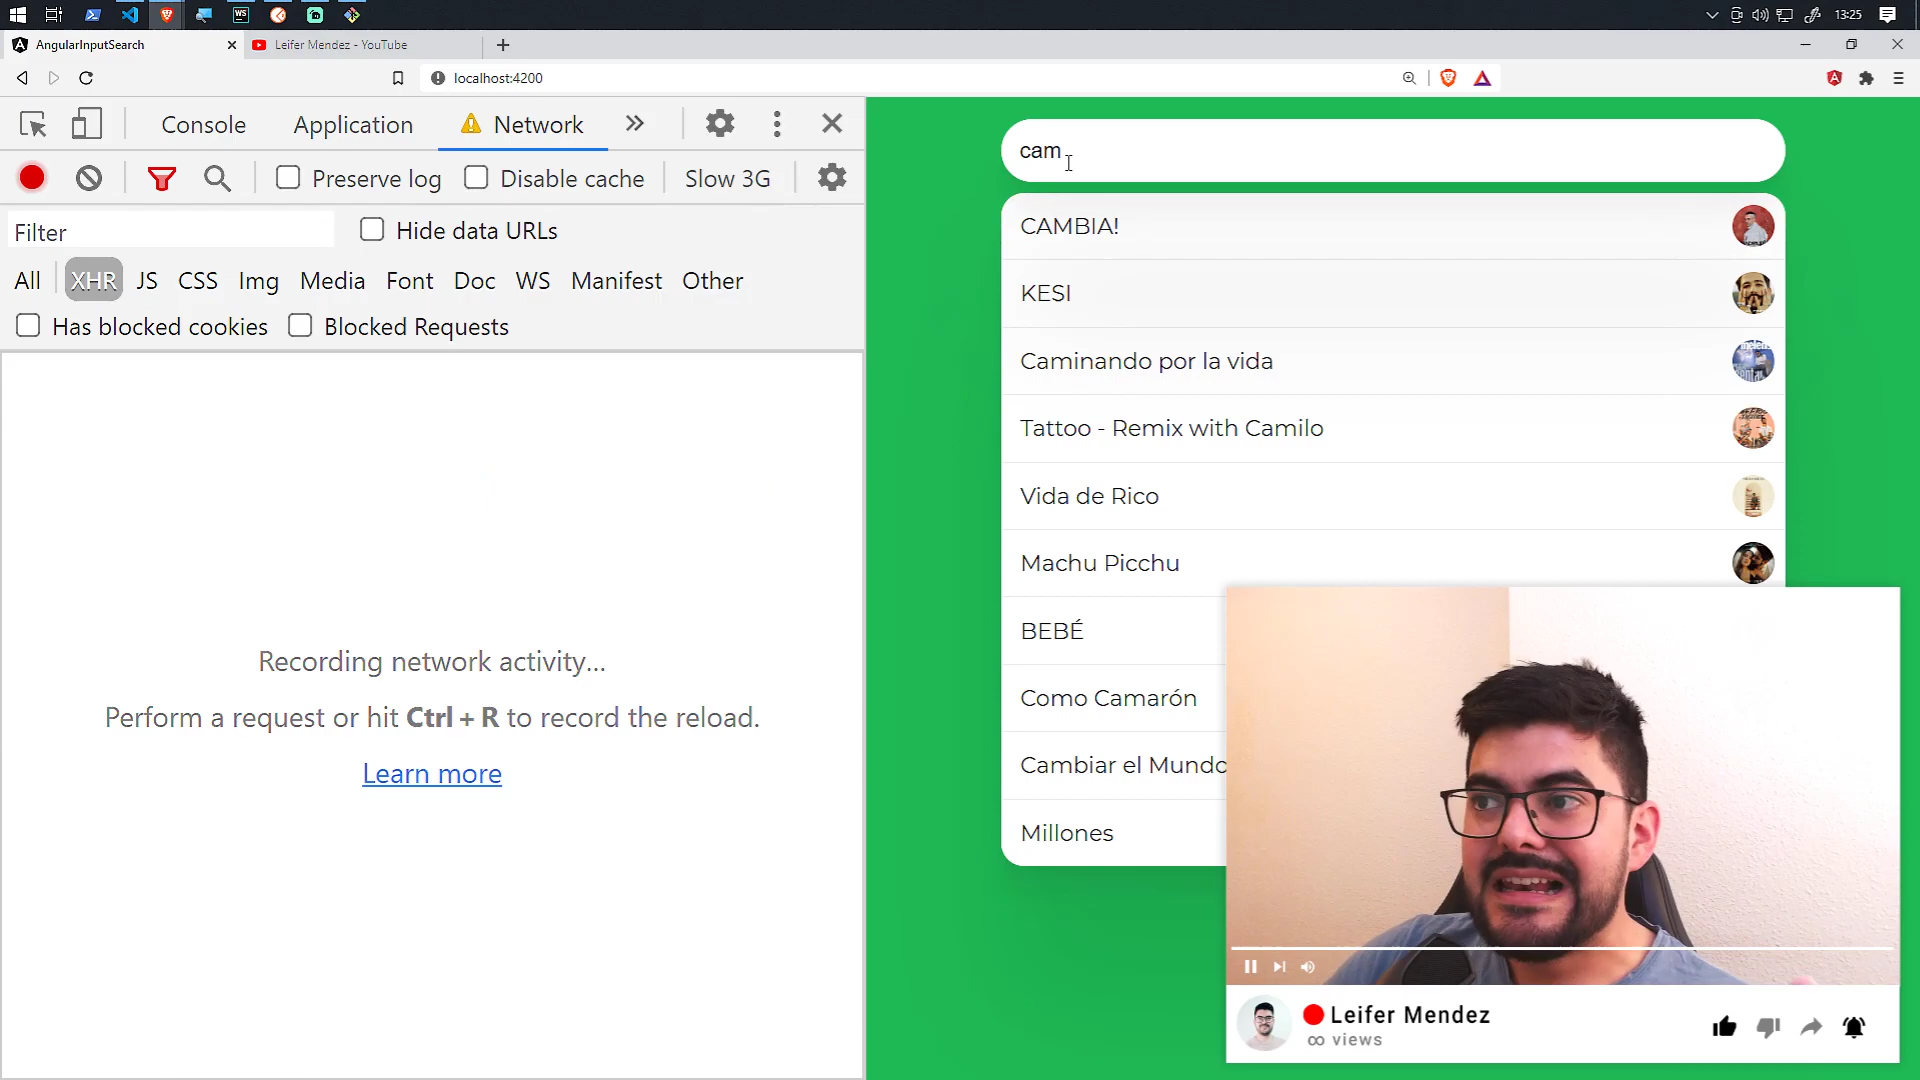 13:25
AngularInputSearch
Leifer Mendez - YouTube
localhost:4200
Console
Application
Network
Preserve log
Disable cache
Slow 3G
Filter
Hide data URLs
All
XHR
JS
CSS
Img
Media
Font
Doc
WS
Manifest
Other
Has blocked cookies
Blocked Requests
Recording network activity...
Perform a request or hit Ctrl + R to record the reload.
Learn more
cam
CAMBIA!
KESI
Caminando por la vida
Tattoo - Remix with Camilo
Vida de Rico
Machu Picchu
BEBÉ
Como Camarón
Cambiar el Mundo
Millones
Leifer Mendez
∞ views